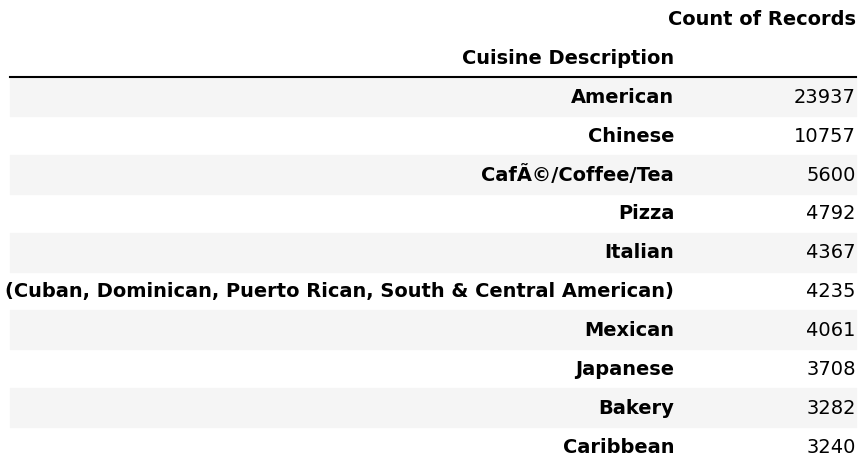 Count of Records
Cuisine Description
American 23937
Chinese 10757
CafÃ©/Coffee/Tea 5600
Pizza 4792
Italian 4367
(Cuban, Dominican, Puerto Rican, South & Central American) 4235
Mexican 4061
Japanese 3708
Bakery 3282
Caribbean 3240